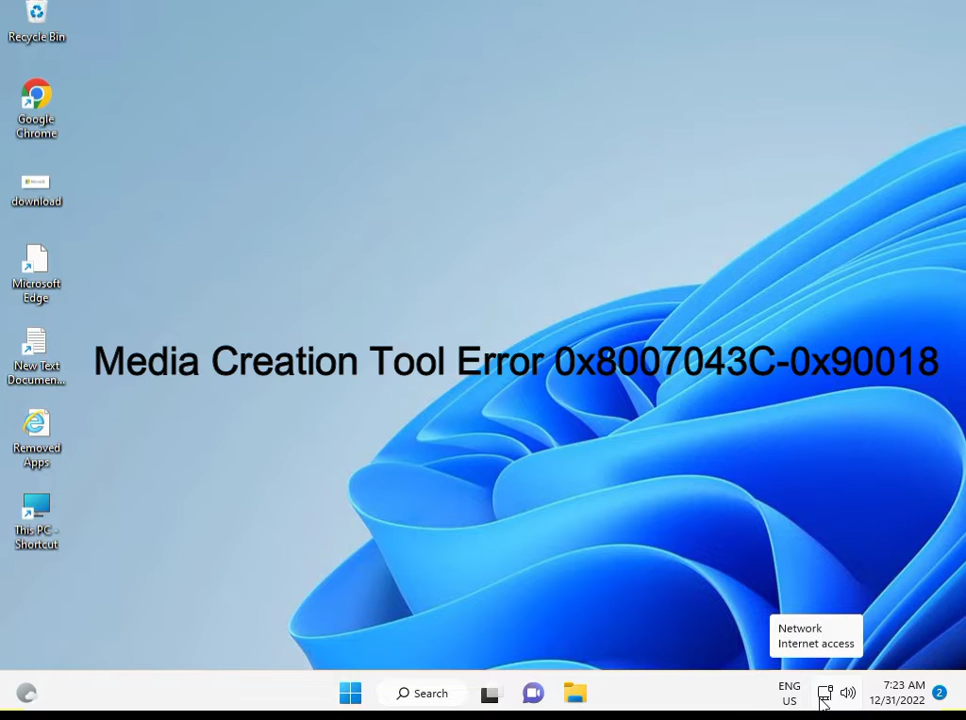 Recycle Bin
Google
Chrome
download
Microsoft
Edge
New Text
Documen...
Removed
Apps
This PC -
Shortcut
Media Creation Tool Error 0x8007043C-0x90018
Network
Internet access
Search
ENG
US
7:23 AM
12/31/2022
2